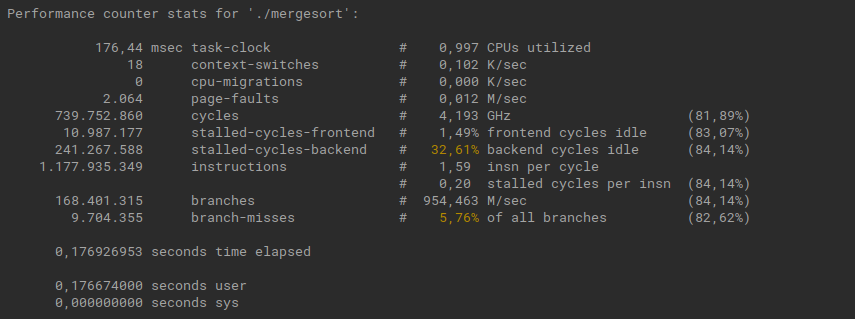 Performance counter stats for './mergesort':
176,44 msec task-clock # 0,997 CPUs utilized
18 context-switches # 0,102 K/sec
0 cpu-migrations # 0,000 K/sec
2.064 page-faults # 0,012 M/sec
739.752.860 cycles # 4,193 GHz (81,89%)
10.987.177 stalled-cycles-frontend # 1,49% frontend cycles idle (83,07%)
241.267.588 stalled-cycles-backend # 32,61% backend cycles idle (84,14%)
1.177.935.349 instructions # 1,59 insn per cycle
# 0,20 stalled cycles per insn (84,14%)
168.401.315 branches # 954,463 M/sec (84,14%)
9.704.355 branch-misses # 5,76% of all branches (82,62%)
0,176926953 seconds time elapsed
0,176674000 seconds user
0,000000000 seconds sys